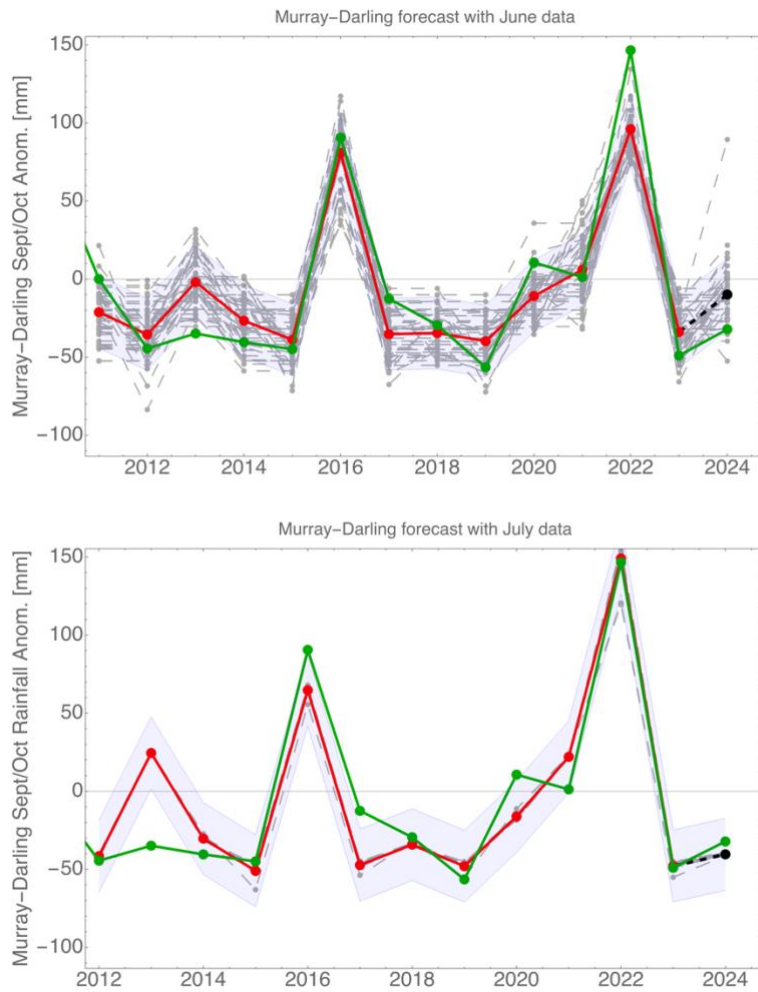 Murray-Darling forecast with June data
Murray-Darling Sept/Oct Anom. [mm]
150
100
50
0
-50
-100
2012 2014 2016 2018 2020 2022 2024
Murray-Darling forecast with July data
Murray-Darling Sept/Oct Rainfall Anom. [mm]
150
100
50
0
-50
-100
2012 2014 2016 2018 2020 2022 2024